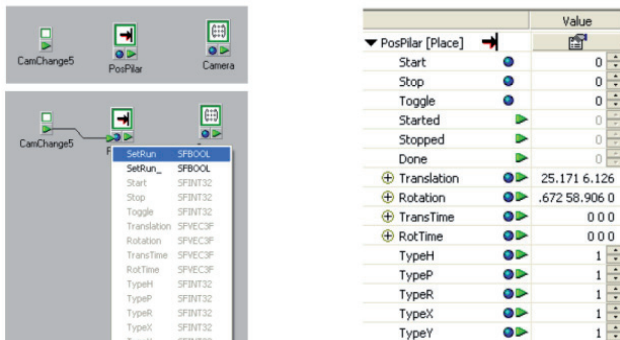 CamChange5
PosPilar
Camera
CamChange5
SetRun SFBOOL
SetRun_ SFBOOL
Start SFINT32
Stop SFINT32
Toggle SFINT32
Translation SFVEC3F
Rotation SFVEC3F
TransTime SFVEC3F
RotTime SFVEC3F
TypeH SFINT32
TypeP SFINT32
TypeR SFINT32
TypeX SFINT32
Value
PosPilar [Place]
Start 0
Stop 0
Toggle 0
Started 0
Stopped 0
Done 0
Translation 25.171 6.126
Rotation .672 58.906 0
TransTime 0 0 0
RotTime 0 0 0
TypeH 1
TypeP 1
TypeR 1
TypeX 1
TypeY 1